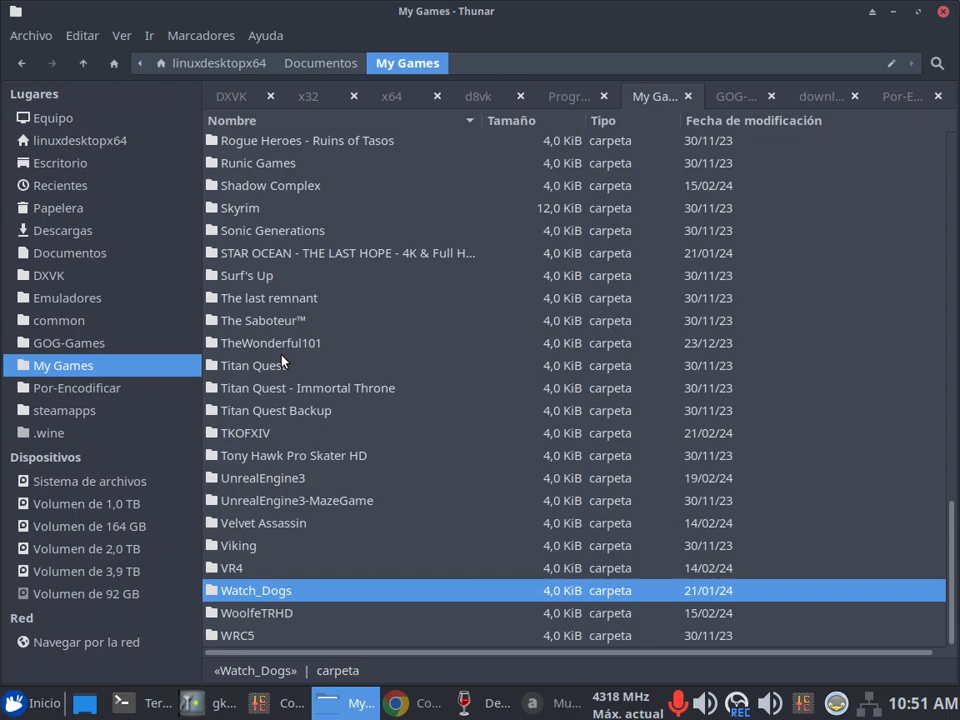 My Games - Thunar
Archivo Editar Ver Ir Marcadores Ayuda
linuxdesktopx64 Documentos My Games
Lugares
Equipo
linuxdesktopx64
Escritorio
Recientes
Papelera
Descargas
Documentos
DXVK
Emuladores
common
GOG-Games
My Games
Por-Encodificar
steamapps
.wine
Dispositivos
Sistema de archivos
Volumen de 1,0 TB
Volumen de 164 GB
Volumen de 2,0 TB
Volumen de 3,9 TB
Volumen de 92 GB
Red
Navegar por la red
DXVK x32 x64 d8vk Progr... My Ga... GOG-... downl... Por-E...
Nombre Tamaño Tipo Fecha de modificación
Rogue Heroes - Ruins of Tasos 4,0 KiB carpeta 30/11/23
Runic Games 4,0 KiB carpeta 30/11/23
Shadow Complex 4,0 KiB carpeta 15/02/24
Skyrim 12,0 KiB carpeta 30/11/23
Sonic Generations 4,0 KiB carpeta 30/11/23
STAR OCEAN - THE LAST HOPE - 4K & Full H... 4,0 KiB carpeta 21/01/24
Surf's Up 4,0 KiB carpeta 30/11/23
The last remnant 4,0 KiB carpeta 30/11/23
The Saboteur™ 4,0 KiB carpeta 30/11/23
TheWonderful101 4,0 KiB carpeta 23/12/23
Titan Quest 4,0 KiB carpeta 30/11/23
Titan Quest - Immortal Throne 4,0 KiB carpeta 30/11/23
Titan Quest Backup 4,0 KiB carpeta 30/11/23
TKOFXIV 4,0 KiB carpeta 21/02/24
Tony Hawk Pro Skater HD 4,0 KiB carpeta 30/11/23
UnrealEngine3 4,0 KiB carpeta 19/02/24
UnrealEngine3-MazeGame 4,0 KiB carpeta 30/11/23
Velvet Assassin 4,0 KiB carpeta 14/02/24
Viking 4,0 KiB carpeta 30/11/23
VR4 4,0 KiB carpeta 14/02/24
Watch_Dogs 4,0 KiB carpeta 21/01/24
WoolfeTRHD 4,0 KiB carpeta 15/02/24
WRC5 4,0 KiB carpeta 30/11/23
«Watch_Dogs» | carpeta
Inicio Ter... gk... Co... My... Co... De... Mu... 4318 MHz
Máx. actual
REC
10:51 AM